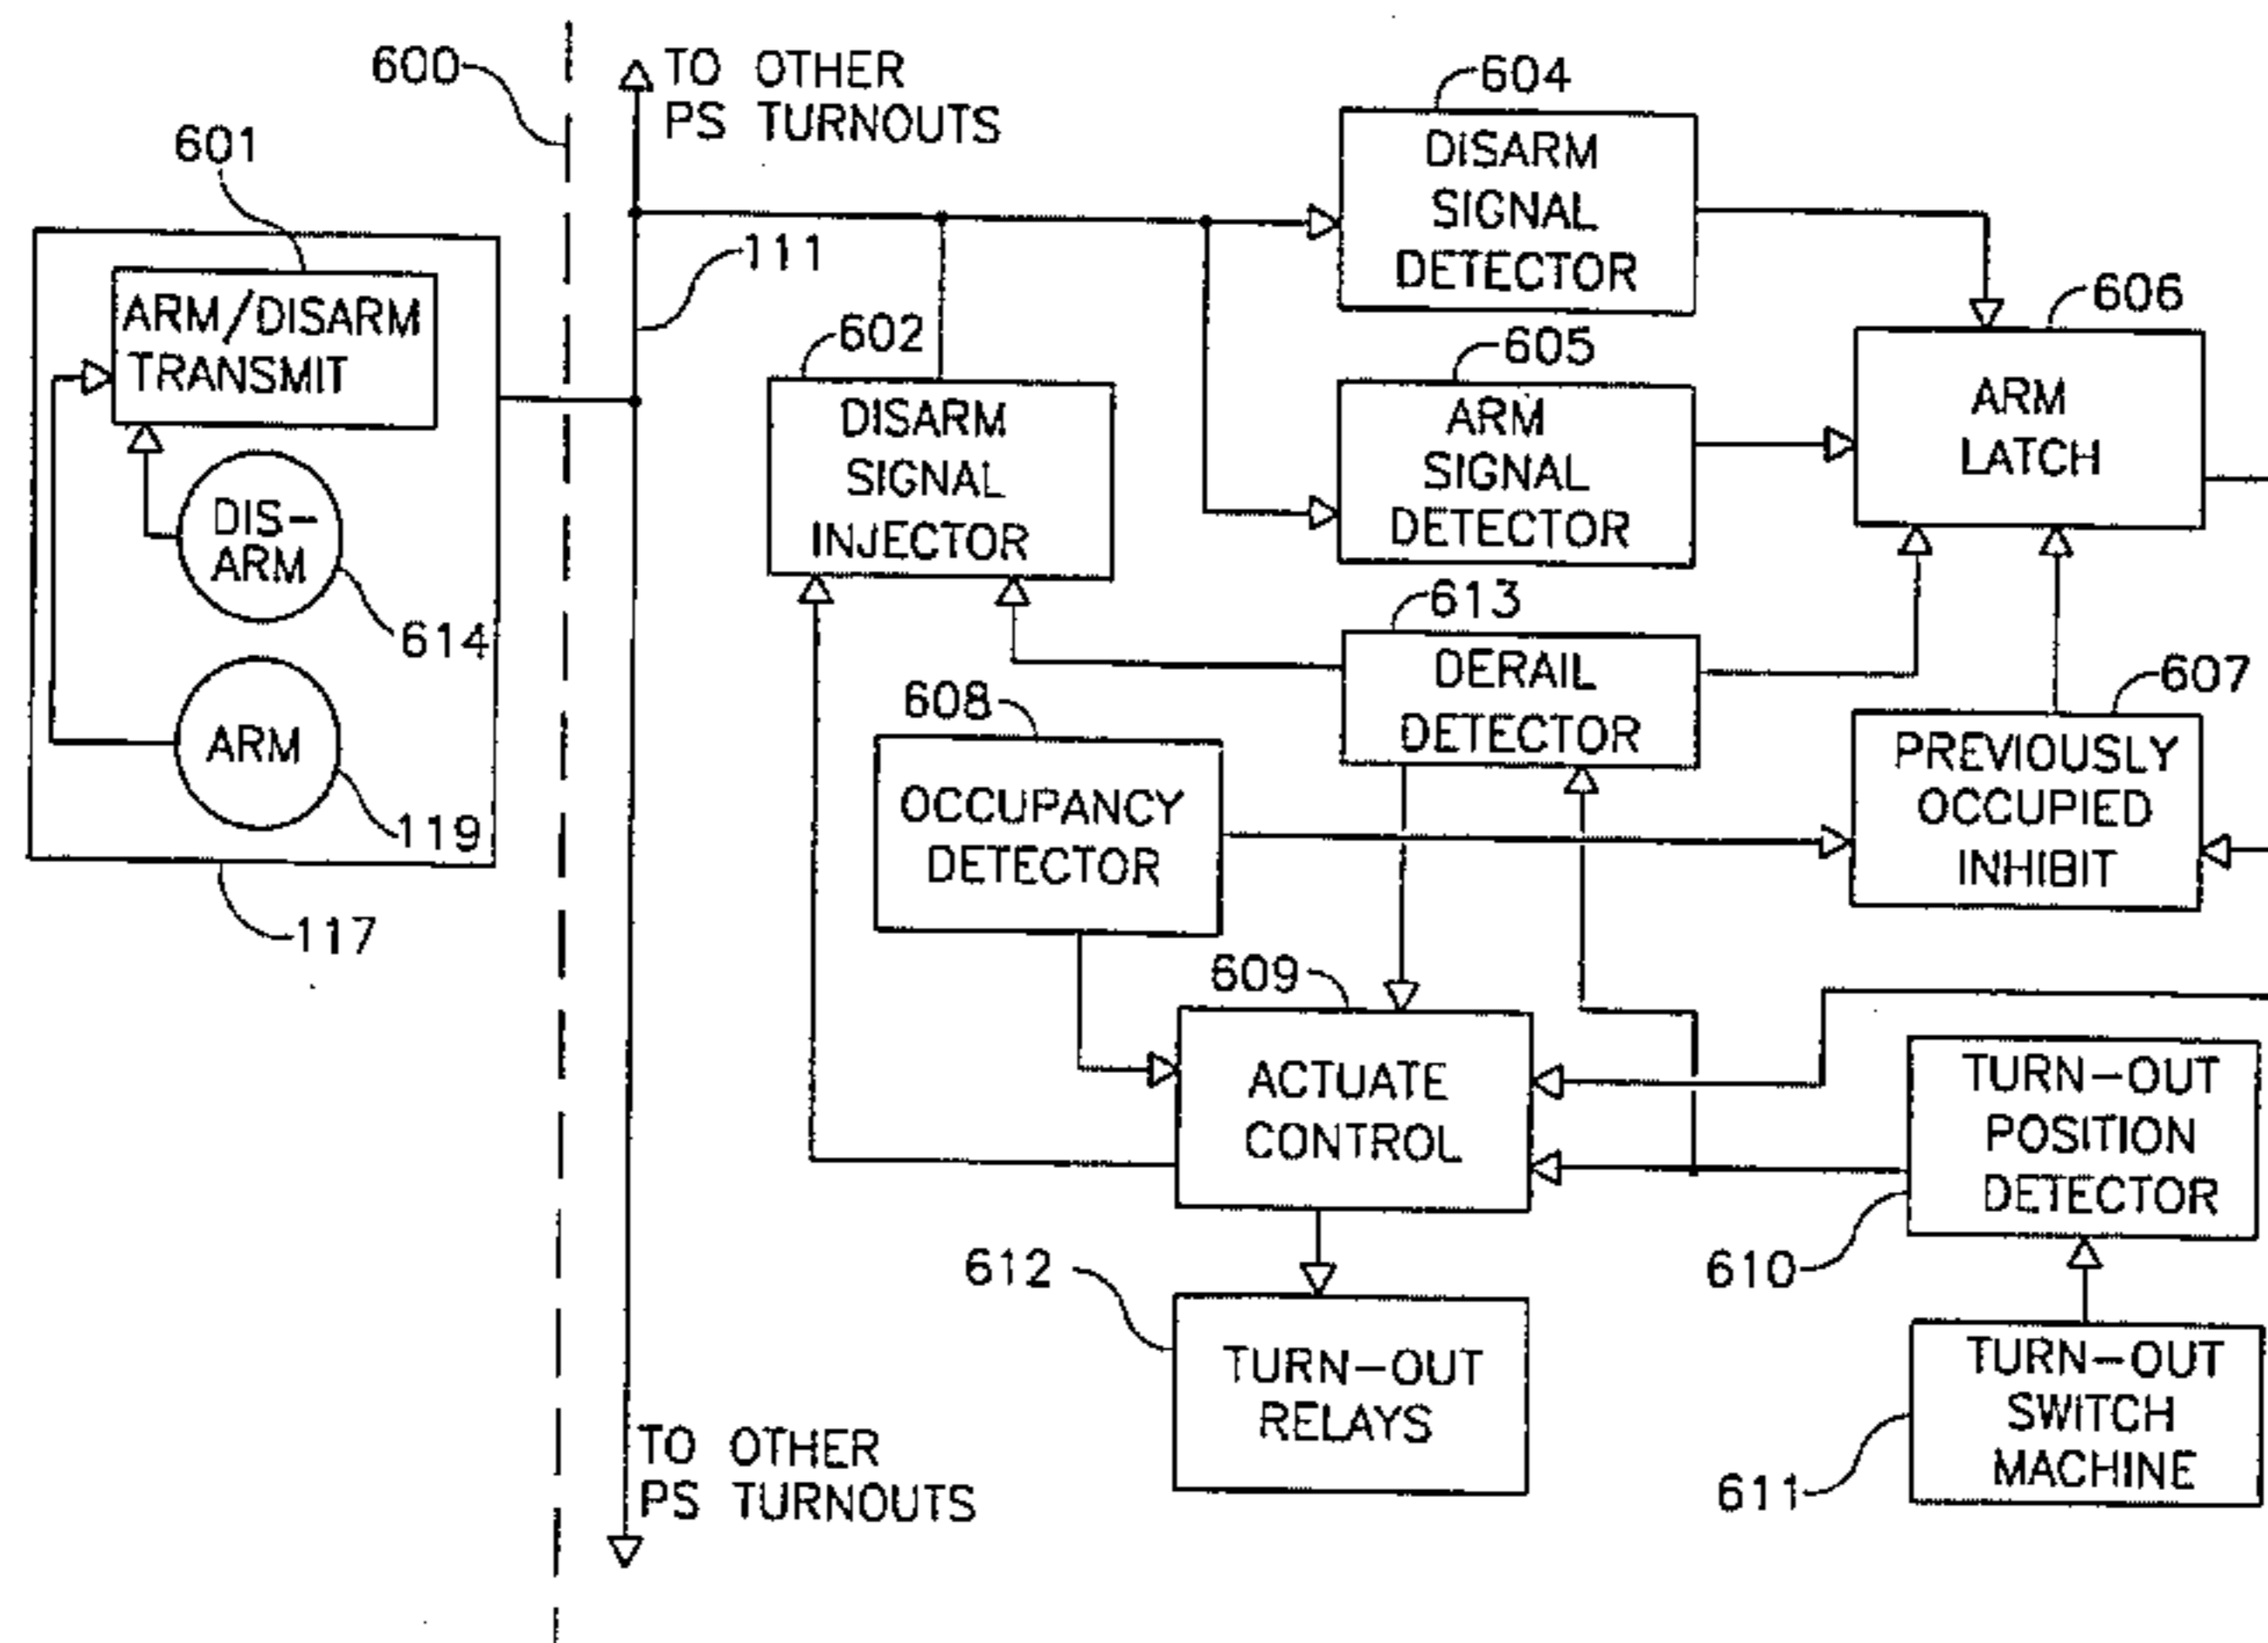 600
TO OTHER
PS TURNOUTS
601
ARM/DISARM
TRANSMIT
DIS-
ARM
614
ARM
119
117
111
602
DISARM
SIGNAL
INJECTOR
604
DISARM
SIGNAL
DETECTOR
605
ARM
SIGNAL
DETECTOR
606
ARM
LATCH
613
DERAIL
DETECTOR
607
PREVIOUSLY
OCCUPIED
INHIBIT
608
OCCUPANCY
DETECTOR
609
ACTUATE
CONTROL
TURN-OUT
POSITION
DETECTOR
610
612
TURN-OUT
RELAYS
TURN-OUT
SWITCH
MACHINE
611
TO OTHER
PS TURNOUTS